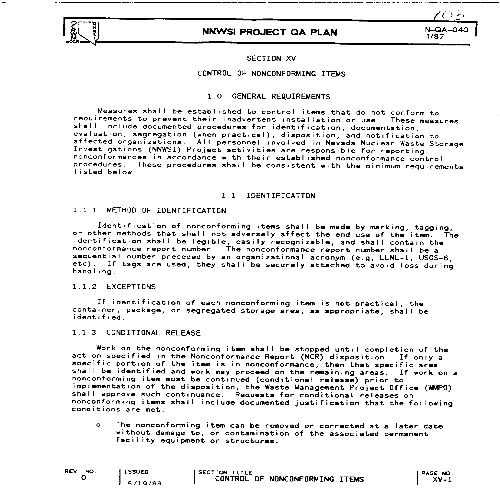 NNWSI PROJECT QA PLAN
N-QA-040
1/87
SECTION XV
CONTROL OF NONCONFORMING ITEMS
1.0 GENERAL REQUIREMENTS
Measures shall be established to control items that do not conform to
requirements to prevent their inadvertent installation or use. These measures
shall include documented procedures for identification, documentation,
evaluation, segregation (when practical), disposition, and notification to
affected organizations. All personnel involved in Nevada Nuclear Waste Storage
Investigations (NNWSI) Project activities are responsible for reporting
nonconformances in accordance with their established nonconformance control
procedures. These procedures shall be consistent with the minimum requirements
listed below.
1.1 IDENTIFICATION
1.1.1 METHOD OF IDENTIFICATION
Identification of nonconforming items shall be made by marking, tagging,
or other methods that shall not adversely affect the end use of the item. The
identification shall be legible, easily recognizable, and shall contain the
nonconformance report number. The nonconformance report number shall be a
sequential number preceded by an organizational acronym (e.g, LLNL-1, USGS-6,
etc). If tags are used, they shall be securely attached to avoid loss during
handling.
1.1.2 EXCEPTIONS
If identification of each nonconforming item is not practical, the
container, package, or segregated storage area, as appropriate, shall be
identified.
1.1.3 CONDITIONAL RELEASE
Work on the nonconforming item shall be stopped until completion of the
action specified in the Nonconformance Report (NCR) disposition. If only a
specific portion of the item is in nonconformance, then that specific area
shall be identified and work may proceed on the remaining areas. If work on a
nonconforming item must be continued (conditional release) prior to
implementation of the disposition, the Waste Management Project Office (WMPO)
shall approve such continuance. Requests for conditional releases on
nonconforming items shall include documented justification that the following
conditions are met.
o The nonconforming item can be removed or corrected at a later date
without damage to, or contamination of the associated permanent
facility equipment or structures.
REV. NO. ISSUED SECTION TITLE PAGE NO.
0 CONTROL OF NONCONFORMING ITEMS XV-1